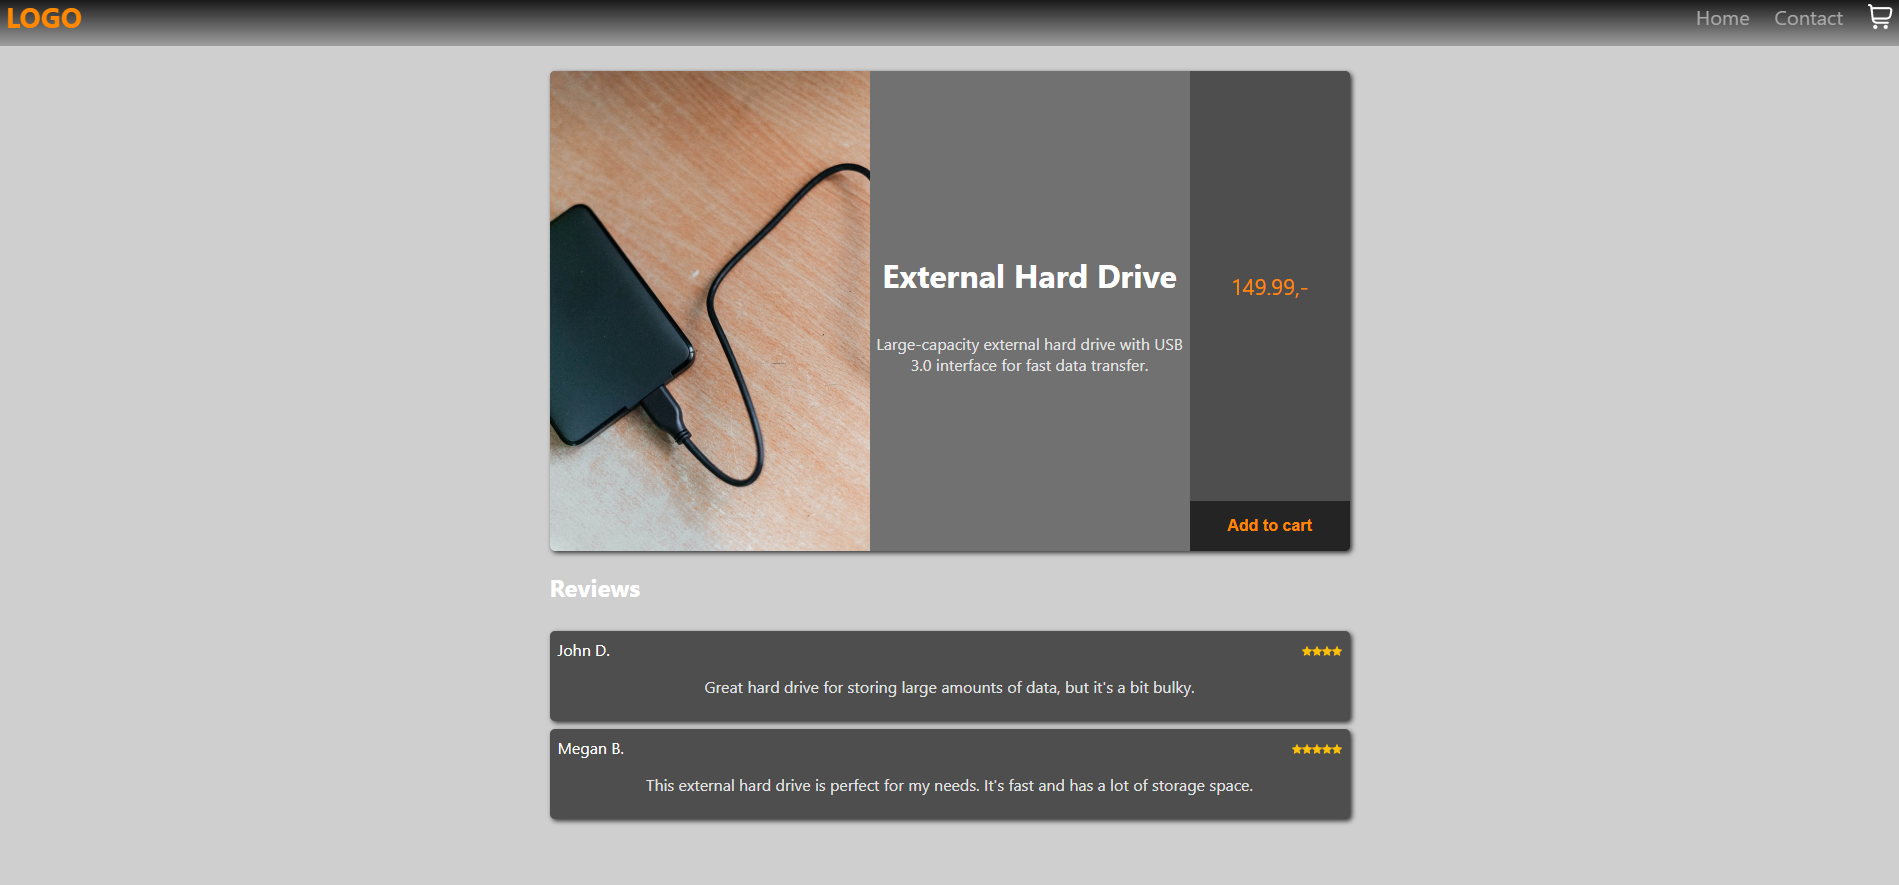 LOGO
Home
Contact
External Hard Drive
Large-capacity external hard drive with USB
3.0 interface for fast data transfer.
149.99,-
Add to cart
Reviews
John D.
Great hard drive for storing large amounts of data, but it's a bit bulky.
Megan B.
This external hard drive is perfect for my needs. It's fast and has a lot of storage space.